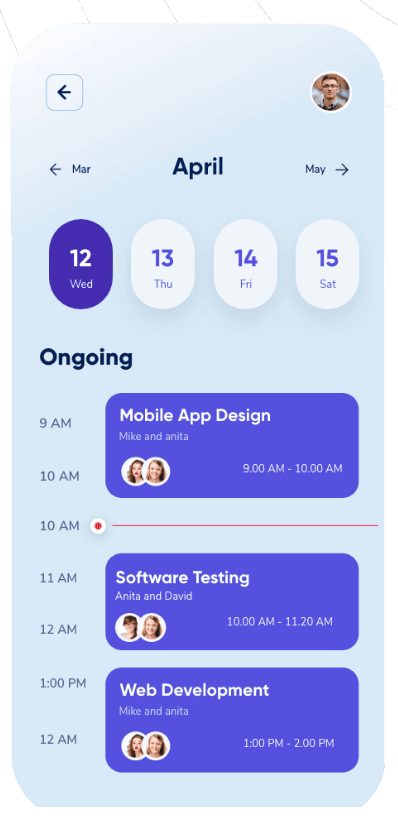 Mar April May
12 13 14 15
Wed Thu Fri Sat
Ongoing
9 AM
Mobile App Design
Mike and anita
9.00 AM - 10.00 AM
10 AM
10 AM
11 AM
Software Testing
Anita and David
10.00 AM - 11.20 AM
12 AM
1:00 PM
Web Development
Mike and anita
1:00 PM - 2.00 PM
12 AM